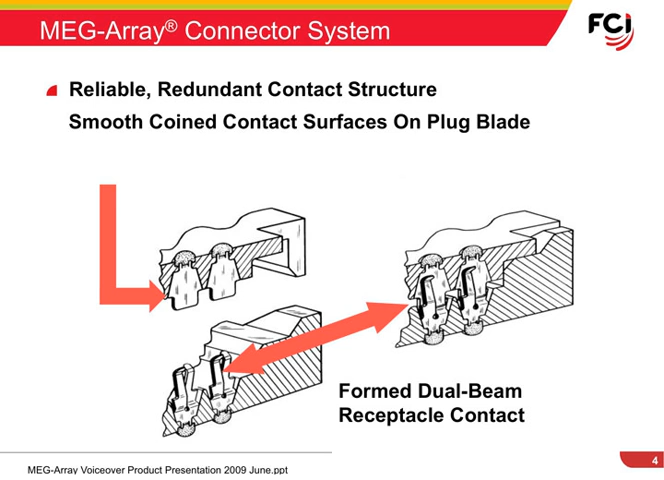 MEG-Array® Connector System
FCi
Reliable, Redundant Contact Structure
Smooth Coined Contact Surfaces On Plug Blade
Formed Dual-Beam
Receptacle Contact
4
MEG-Array Voiceover Product Presentation 2009 June.ppt